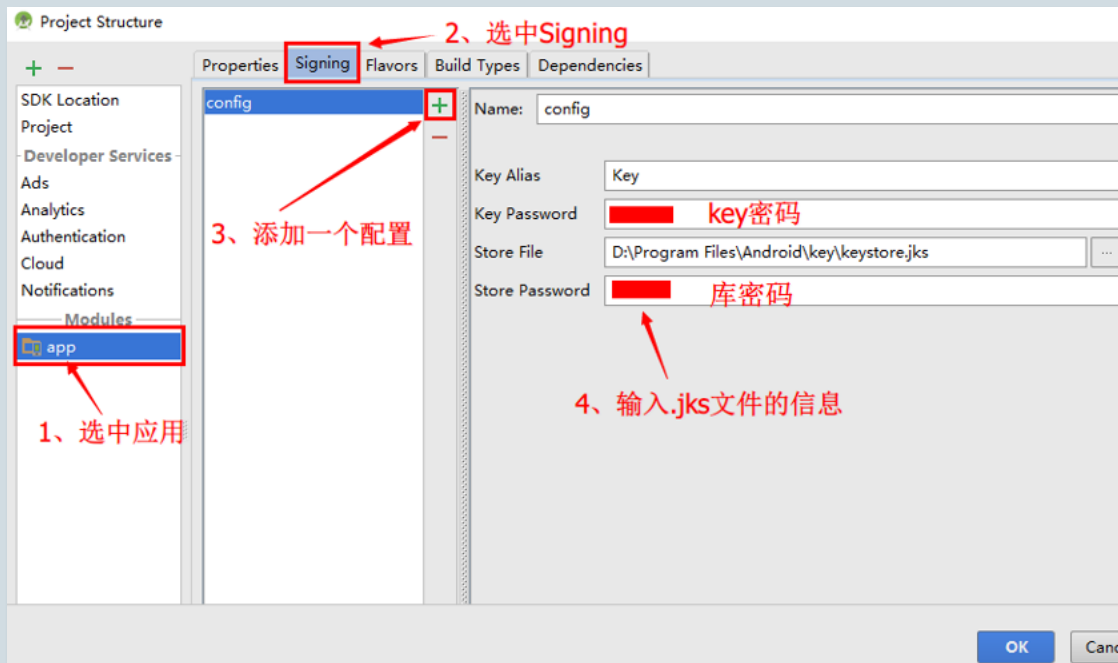 Project Structure
2、选中Signing
Properties Signing Flavors Build Types Dependencies
SDK Location
Project
Developer Services
Ads
Analytics
Authentication
Cloud
Notifications
Modules
app
1、选中应用
config
3、添加一个配置
Name: config
Key Alias Key
Key Password key密码
Store File D:\Program Files\Android\key\keystore.jks ...
Store Password 库密码
4、输入.jks文件的信息
OK Canc